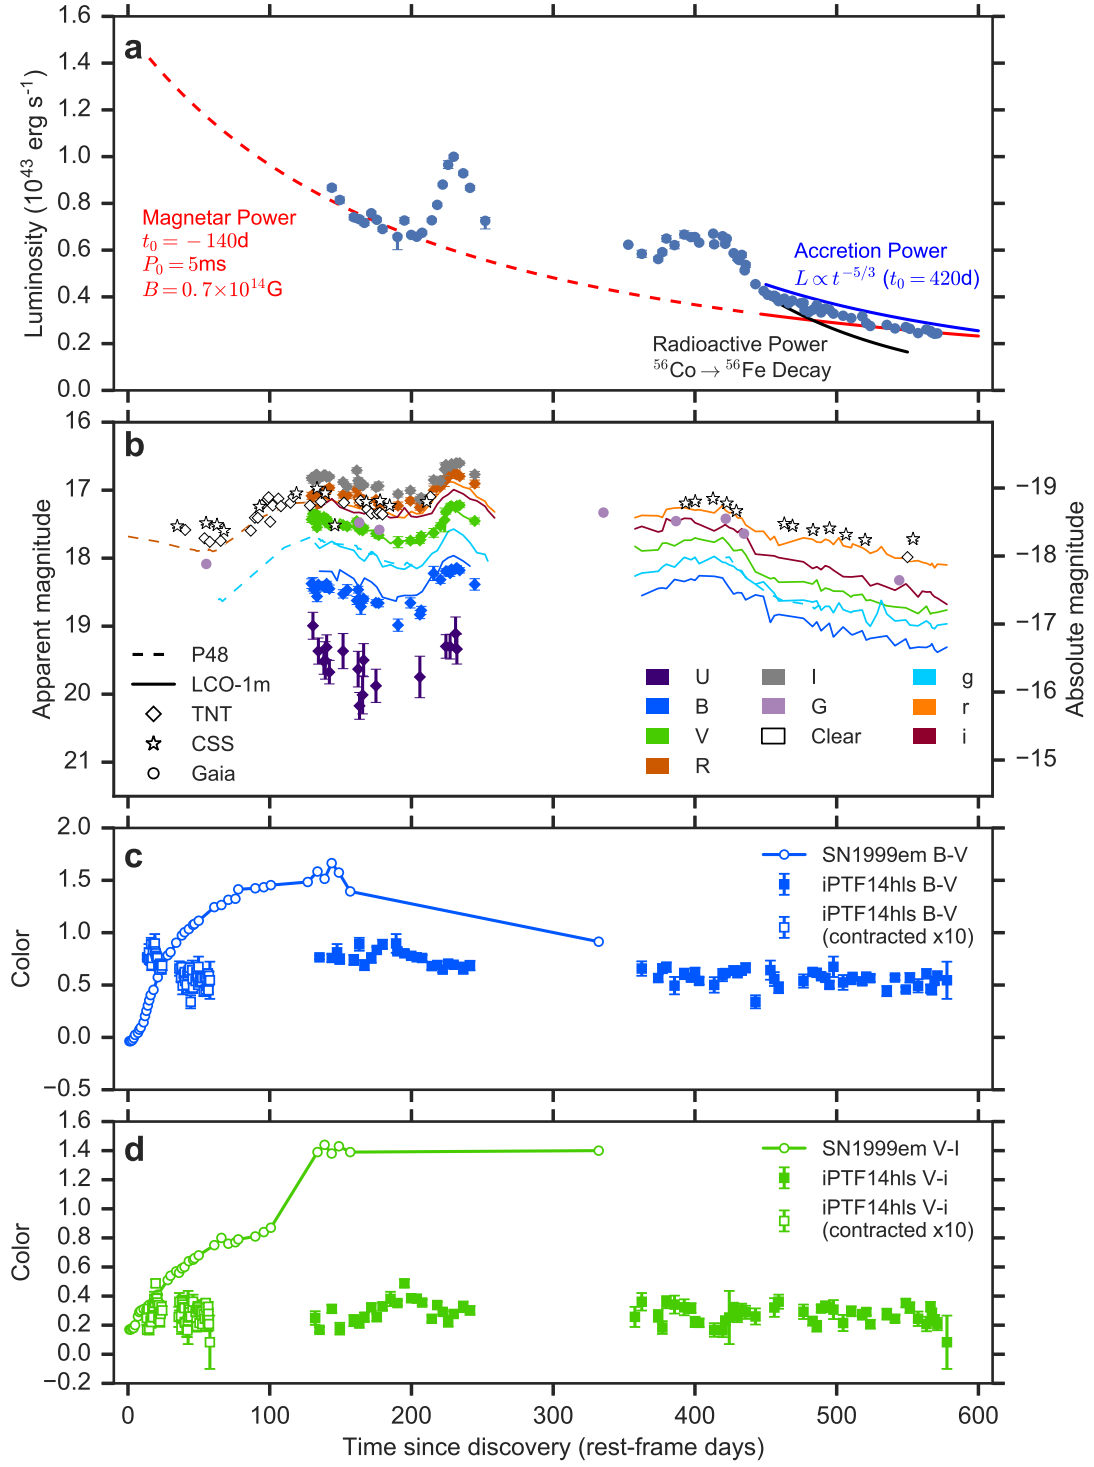 a
1.6
1.4
1.2
1.0
0.8
0.6
0.4
0.2
0.0
Luminosity (10^43 erg s^-1)
Magnetar Power
t_0 = -140d
P_0 = 5ms
B = 0.7×10^14G
Accretion Power
L ∝ t^-5/3 (t_0 = 420d)
Radioactive Power
^56Co → ^56Fe Decay
b
16
17
18
19
20
21
Apparent magnitude
−19
−18
−17
−16
−15
Absolute magnitude
P48
LCO-1m
TNT
CSS
Gaia
U
B
V
R
I
G
Clear
g
r
i
c
2.0
1.5
1.0
0.5
0.0
−0.5
Color
SN1999em B-V
iPTF14hls B-V
iPTF14hls B-V
(contracted x10)
d
1.6
1.4
1.2
1.0
0.8
0.6
0.4
0.2
0.0
−0.2
Color
SN1999em V-I
iPTF14hls V-i
iPTF14hls V-i
(contracted x10)
0 100 200 300 400 500 600
Time since discovery (rest-frame days)